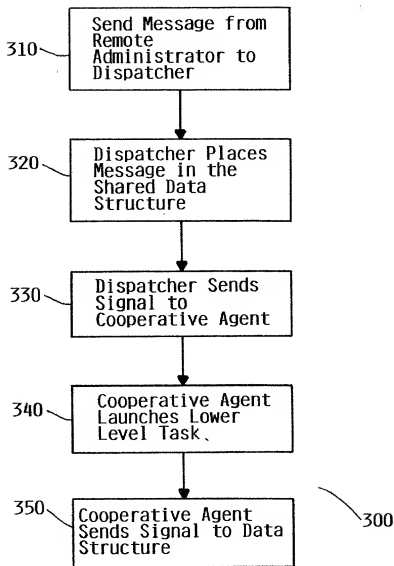 310
Send Message from
Remote
Administrator to
Dispatcher
320
Dispatcher Places
Message in the
Shared Data
Structure
330
Dispatcher Sends
Signal to
Cooperative Agent
340
Cooperative Agent
Launches Lower
Level Task
350
Cooperative Agent
Sends Signal to Data
Structure
300